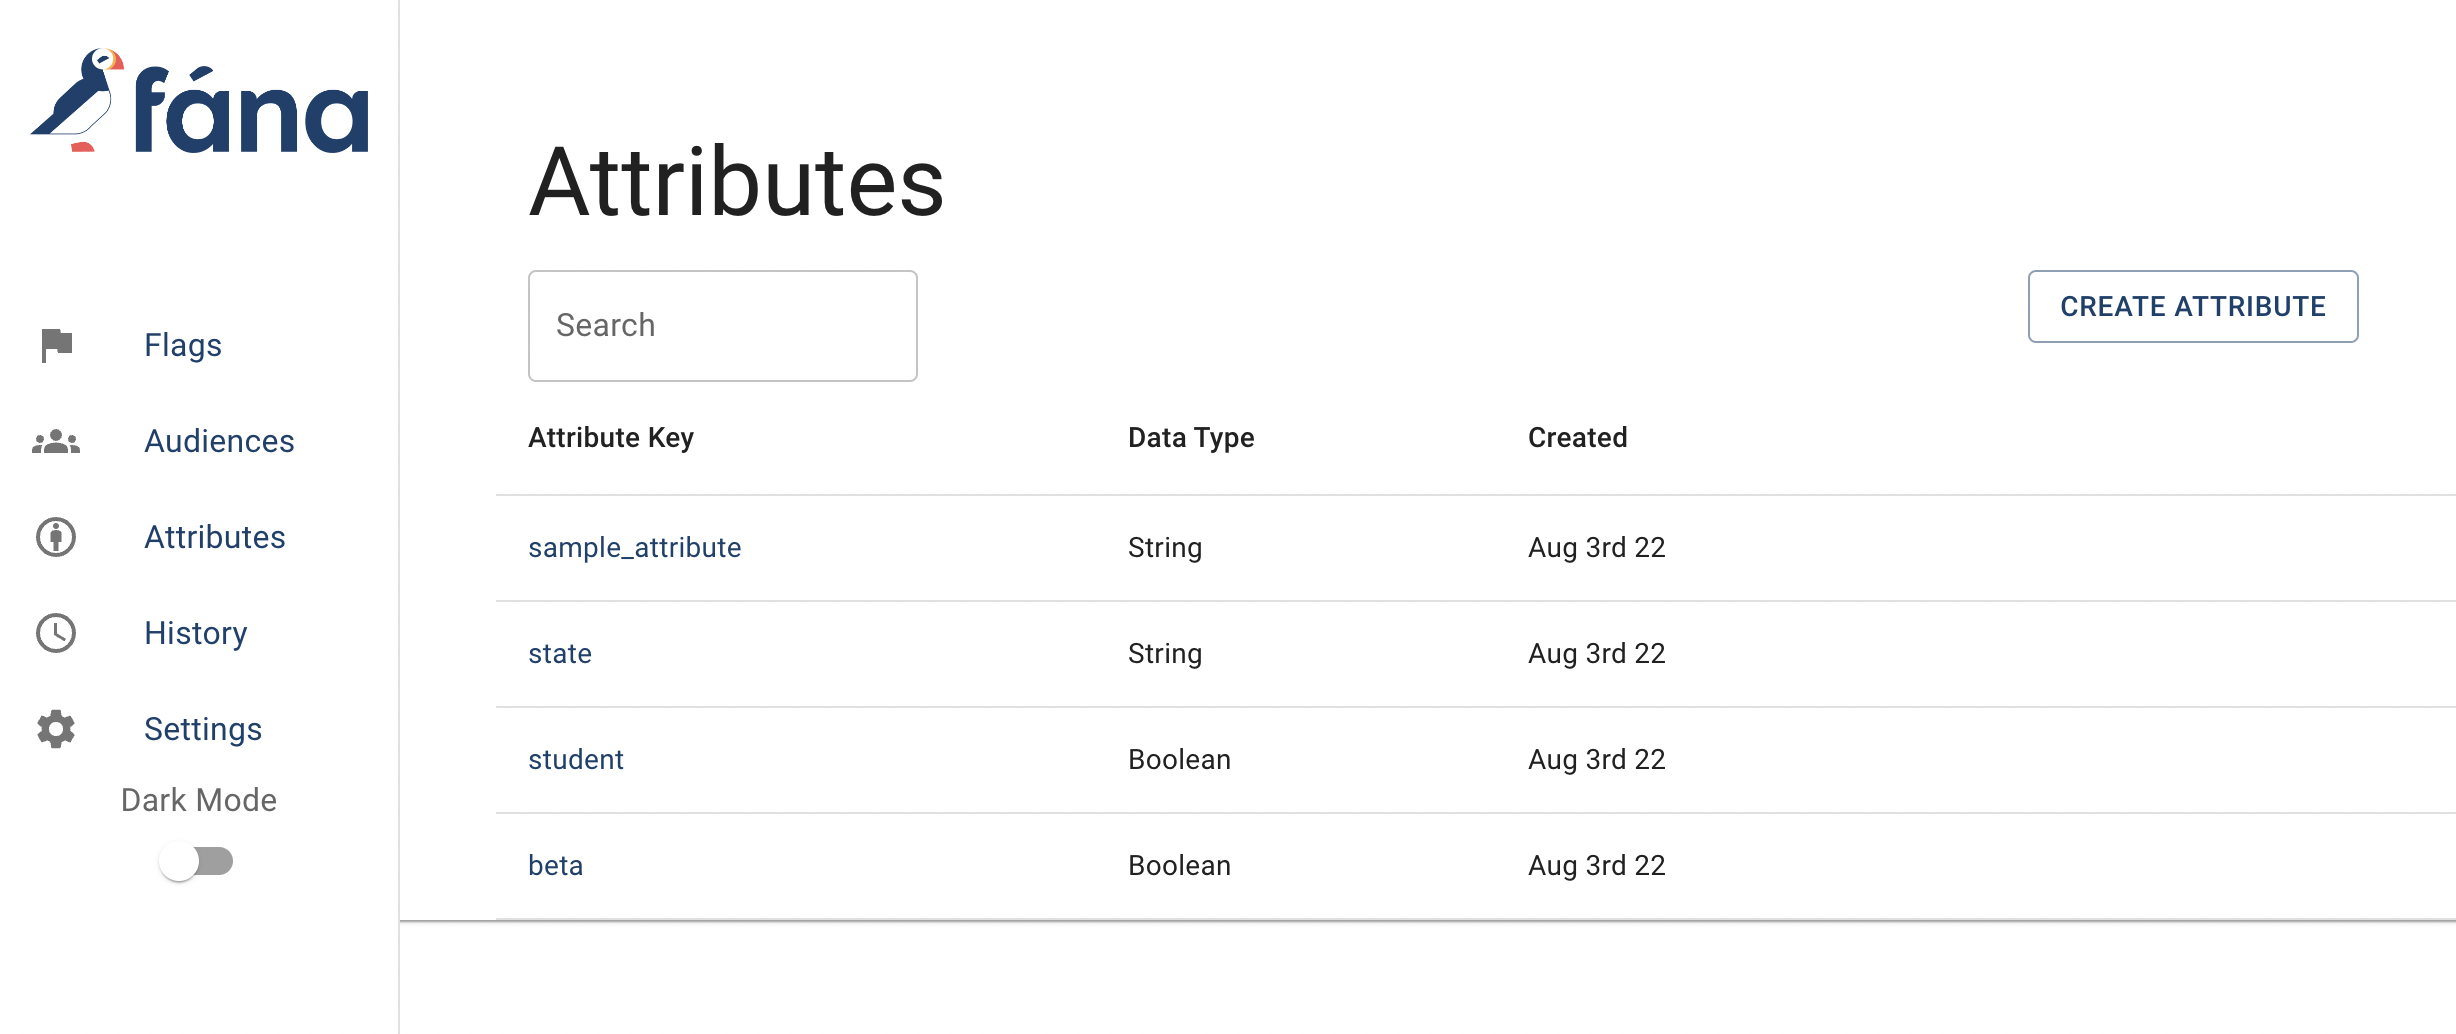 fána
Flags
Audiences
Attributes
History
Settings
Dark Mode
Attributes
Search
CREATE ATTRIBUTE
Attribute Key Data Type Created
sample_attribute String Aug 3rd 22
state String Aug 3rd 22
student Boolean Aug 3rd 22
beta Boolean Aug 3rd 22